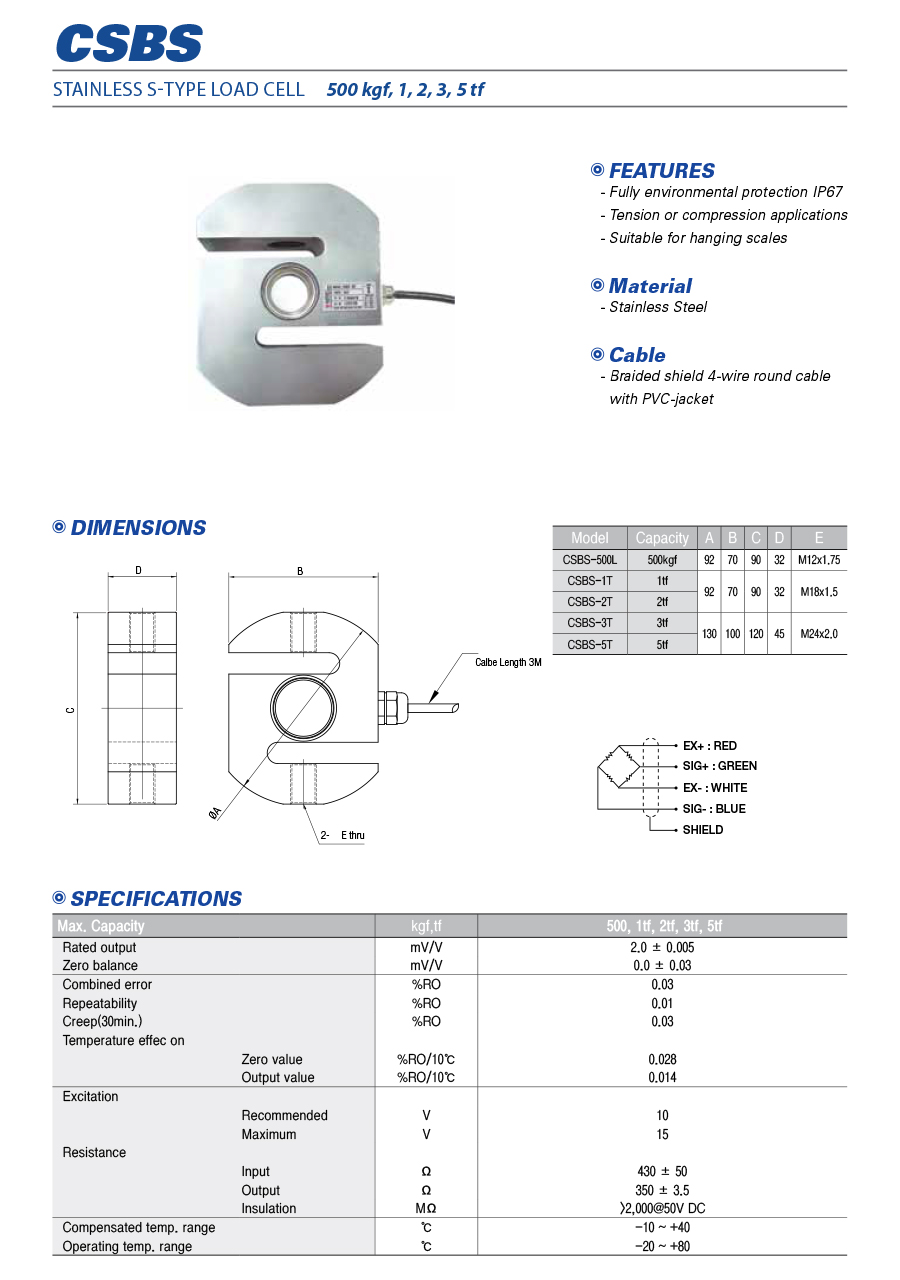 CSBS
STAINLESS S-TYPE LOAD CELL 500 kgf, 1, 2, 3, 5 tf
FEATURES
- Fully environmental protection IP67
- Tension or compression applications
- Suitable for hanging scales
Material
- Stainless Steel
Cable
- Braided shield 4-wire round cable
with PVC-jacket
DIMENSIONS
Model Capacity A B C D E
CSBS-500L 500kgf 92 70 90 32 M12x1.75
CSBS-1T 1tf
92 70 90 32 M18x1.5
CSBS-2T 2tf
CSBS-3T 3tf
130 100 120 45 M24x2.0
CSBS-5T 5tf
D
B
C
Calbe Length 3M
ØA
2- E thru
EX+ : RED
SIG+ : GREEN
EX- : WHITE
SIG- : BLUE
SHIELD
SPECIFICATIONS
Max. Capacity kgf,tf 500, 1tf, 2tf, 3tf, 5tf
Rated output mV/V 2.0 ± 0.005
Zero balance mV/V 0.0 ± 0.03
Combined error %RO 0.03
Repeatability %RO 0.01
Creep(30min.) %RO 0.03
Temperature effec on
Zero value %RO/10℃ 0.028
Output value %RO/10℃ 0.014
Excitation
Recommended V 10
Maximum V 15
Resistance
Input Ω 430 ± 50
Output Ω 350 ± 3.5
Insulation MΩ >2,000@50V DC
Compensated temp. range ℃ -10 ~ +40
Operating temp. range ℃ -20 ~ +80